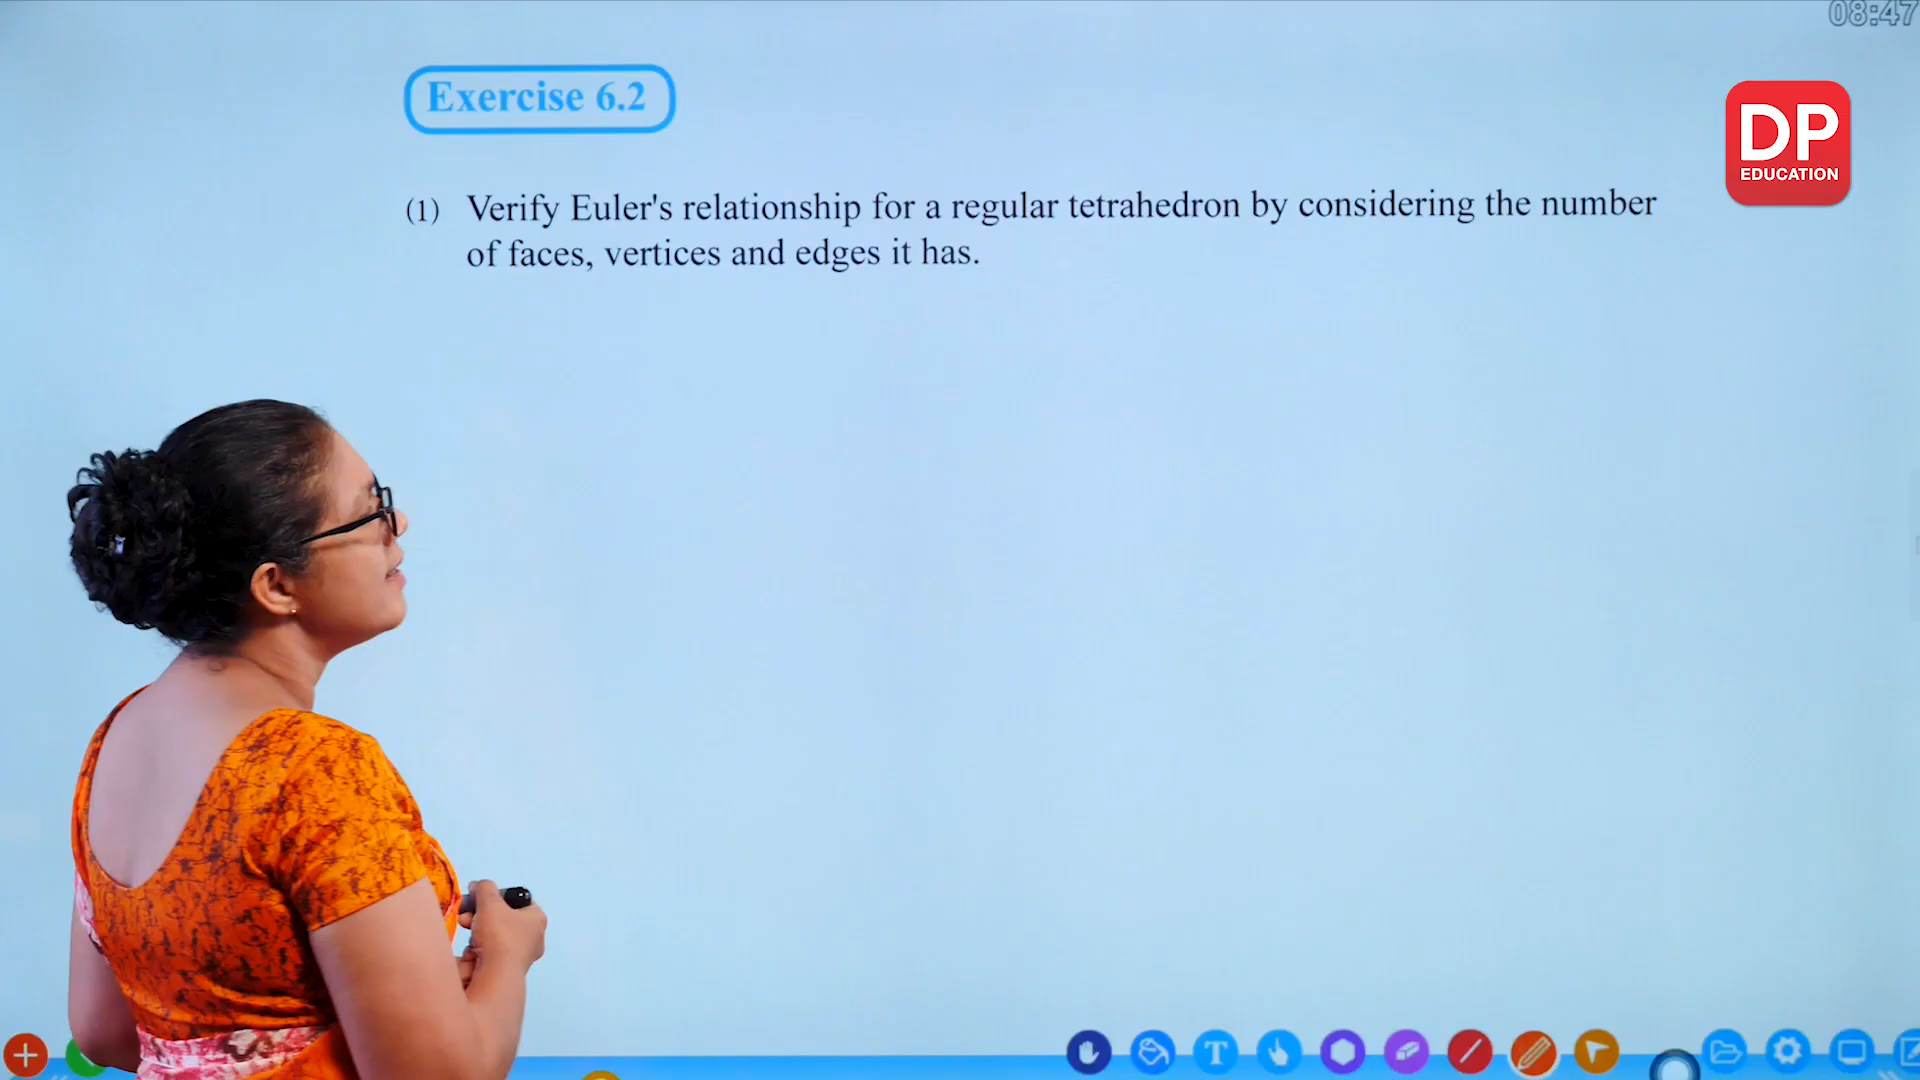 08:47
Exercise 6.2
DP
EDUCATION
(1) Verify Euler's relationship for a regular tetrahedron by considering the number
of faces, vertices and edges it has.
T